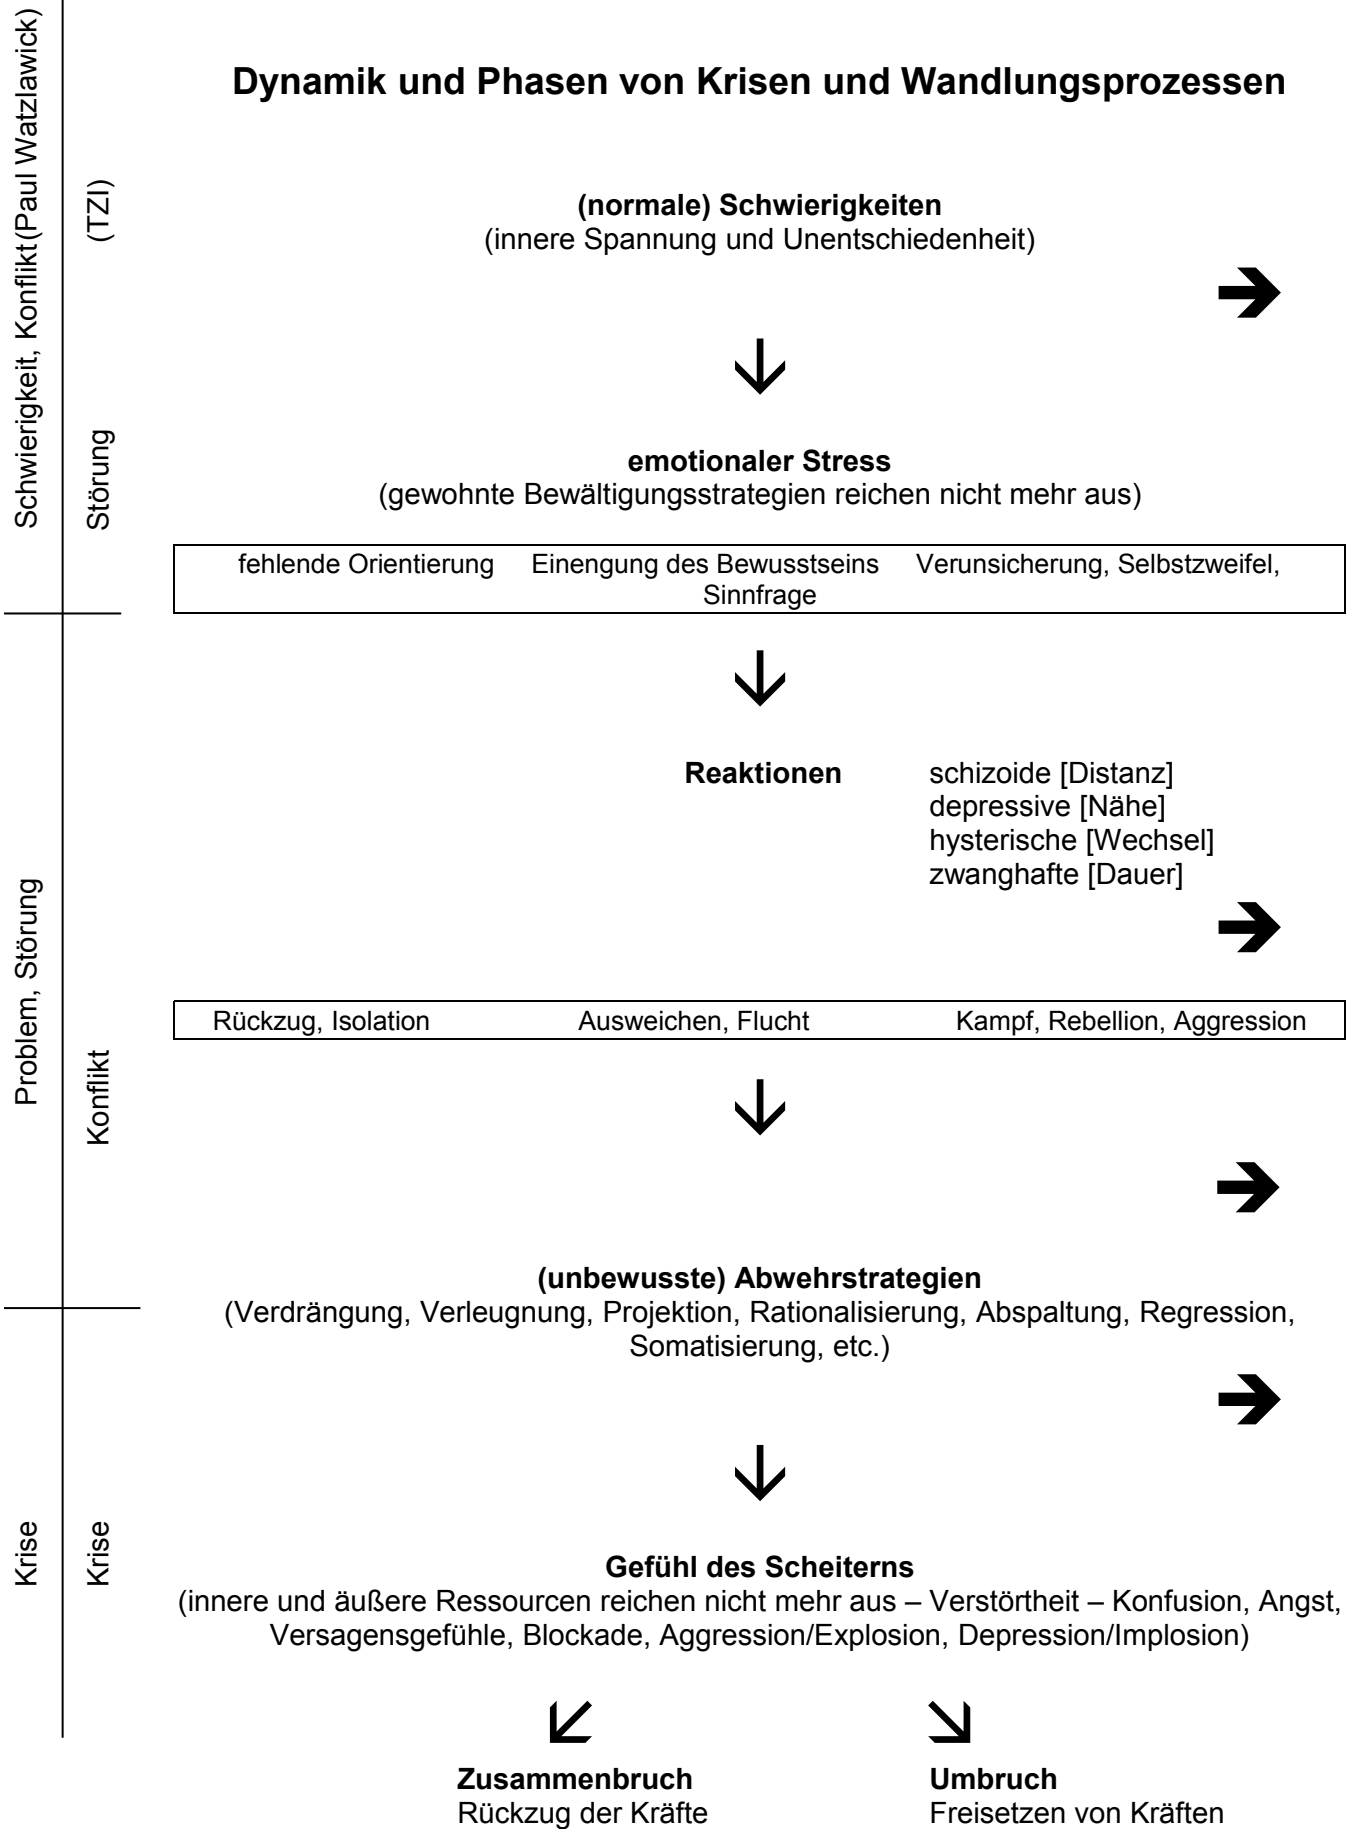 Dynamik und Phasen von Krisen und Wandlungsprozessen
Schwierigkeit, Konflikt(Paul Watzlawick)
(TZI)
Störung
(normale) Schwierigkeiten
(innere Spannung und Unentschiedenheit)
emotionaler Stress
(gewohnte Bewältigungsstrategien reichen nicht mehr aus)
fehlende Orientierung Einengung des Bewusstseins Verunsicherung, Selbstzweifel,
Sinnfrage
Problem, Störung
Konflikt
Reaktionen schizoide [Distanz]
depressive [Nähe]
hysterische [Wechsel]
zwanghafte [Dauer]
Rückzug, Isolation Ausweichen, Flucht Kampf, Rebellion, Aggression
(unbewusste) Abwehrstrategien
(Verdrängung, Verleugnung, Projektion, Rationalisierung, Abspaltung, Regression,
Somatisierung, etc.)
Krise
Krise
Gefühl des Scheiterns
(innere und äußere Ressourcen reichen nicht mehr aus – Verstörtheit – Konfusion, Angst,
Versagensgefühle, Blockade, Aggression/Explosion, Depression/Implosion)
Zusammenbruch Umbruch
Rückzug der Kräfte Freisetzen von Kräften